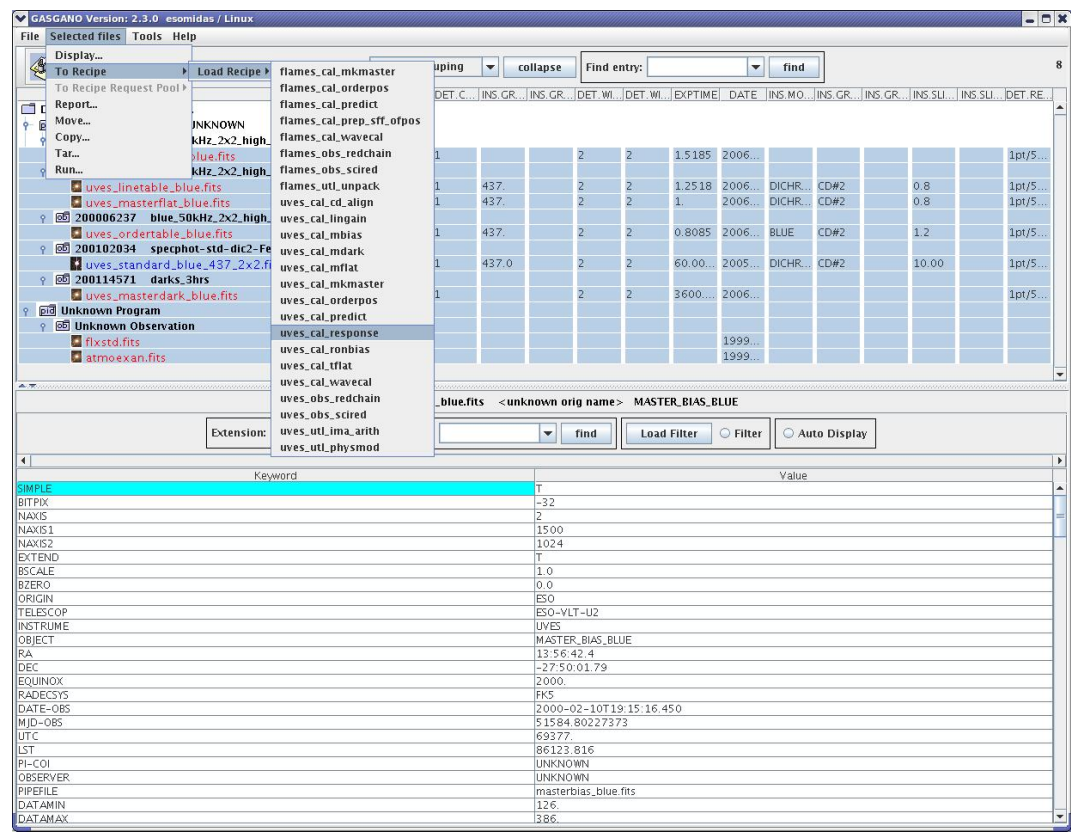 GASGANO Version: 2.3.0 esomidas / Linux
File Selected files Tools Help
Display...
To Recipe
To Recipe Request Pool
Report...
Move...
Copy...
Tar...
Run...
Load Recipe
flames_cal_mkmaster
flames_cal_orderpos
flames_cal_predict
flames_cal_prep_sff_ofpos
flames_cal_wavecal
flames_obs_redchain
flames_obs_scired
flames_utl_unpack
uves_cal_cd_align
uves_cal_lingain
uves_cal_mbias
uves_cal_mdark
uves_cal_mflat
uves_cal_mkmaster
uves_cal_orderpos
uves_cal_predict
uves_cal_response
uves_cal_ronbias
uves_cal_tflat
uves_cal_wavecal
uves_obs_redchain
uves_obs_scired
uves_utl_ima_arith
uves_utl_physmod
uping collapse Find entry: find 8
DET.C... INS.GR... INS.GR... DET.WI... DET.WI... EXPTIME DATE INS.MO... INS.GR... INS.GR... INS.SLI... INS.SLI... DET.RE...
NKNOWN
kHz_2x2_high_
blue.fits 1 2 2 1.5185 2006... 1pt/5...
kHz_2x2_high_
uves_linetable_blue.fits 1 437. 2 2 1.2518 2006... DICHR... CD#2 0.8 1pt/5...
uves_masterflat_blue.fits 1 437. 2 2 1. 2006... DICHR... CD#2 0.8 1pt/5...
200006237 blue_50kHz_2x2_high_
uves_ordertable_blue.fits 1 437. 2 2 0.8085 2006... BLUE CD#2 1.2 1pt/5...
200102034 specphot-std-dic2-Fe
uves_standard_blue_437_2x2.fi 1 437.0 2 2 60.00... 2005... DICHR... CD#2 10.00 1pt/5...
200114571 darks_3hrs
uves_masterdark_blue.fits 1 2 2 3600.... 2006... 1pt/5...
pid Unknown Program
Unknown Observation
flxstd.fits 1999...
atmoexan.fits 1999...
_blue.fits <unknown orig name> MASTER_BIAS_BLUE
Extension: find Load Filter Filter Auto Display
Keyword Value
SIMPLE T
BITPIX -32
NAXIS 2
NAXIS1 1500
NAXIS2 1024
EXTEND T
BSCALE 1.0
BZERO 0.0
ORIGIN ESO
TELESCOP ESO-VLT-U2
INSTRUME UVES
OBJECT MASTER_BIAS_BLUE
RA 13:56:42.4
DEC -27:50:01.79
EQUINOX 2000.
RADECSYS FK5
DATE-OBS 2000-02-10T19:15:16.450
MJD-OBS 51584.80227373
UTC 69377.
LST 86123.816
PI-COI UNKNOWN
OBSERVER UNKNOWN
PIPEFILE masterbias_blue.fits
DATAMIN 126.
DATAMAX 386.